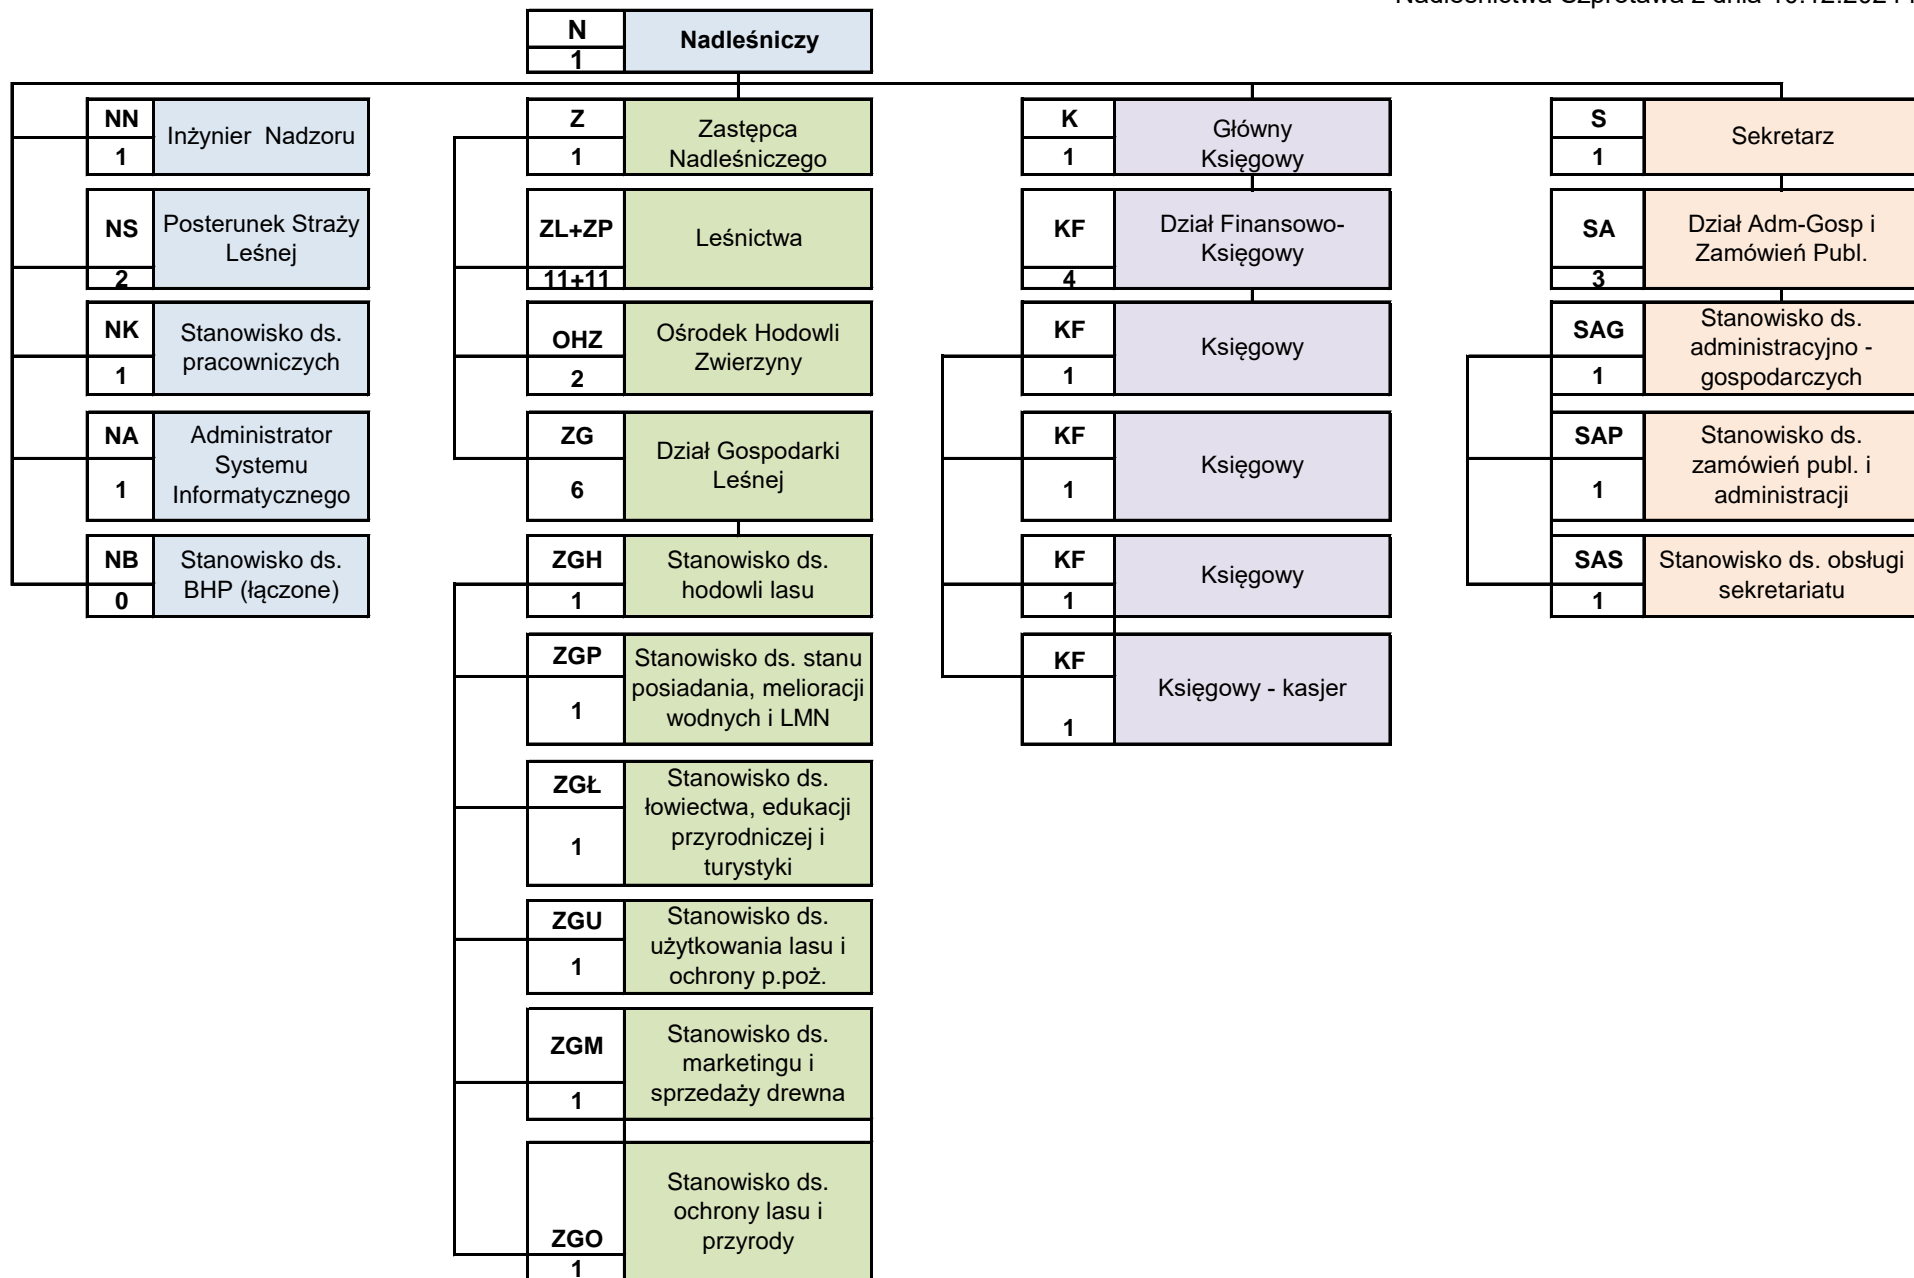 Nadleśnictwa Szprotawa z dnia
N
Nadleśniczy
1
NN
Inżynier  Nadzoru
1
NS
Posterunek Straży
Leśnej
2
NK
Stanowisko ds.
pracowniczych
1
NA
Administrator
Systemu
Informatycznego
1
NB
Stanowisko ds.
BHP (łączone)
0
Z
Zastępca
Nadleśniczego
1
ZL+ZP
Leśnictwa
11+11
OHZ
Ośrodek Hodowli
Zwierzyny
2
ZG
Dział Gospodarki
Leśnej
6
ZGH
Stanowisko ds.
hodowli lasu
1
ZGP
Stanowisko ds. stanu
posiadania, melioracji
wodnych i LMN
1
ZGŁ
Stanowisko ds.
łowiectwa, edukacji
przyrodniczej i
turystyki
1
ZGU
Stanowisko ds.
użytkowania lasu i
ochrony p.poż.
1
ZGM
Stanowisko ds.
marketingu i
sprzedaży drewna
1
ZGO
Stanowisko ds.
ochrony lasu i
przyrody
1
K
Główny
Księgowy
1
KF
Dział Finansowo-
Księgowy
4
KF
Księgowy
1
KF
Księgowy
1
KF
Księgowy
1
KF
Księgowy - kasjer
1
S
Sekretarz
1
SA
Dział Adm-Gosp i
Zamówień Publ.
3
SAG
Stanowisko ds.
administracyjno -
gospodarczych
1
SAP
Stanowisko ds.
zamówień publ. i
administracji
1
SAS
Stanowisko ds. obsługi
sekretariatu
1